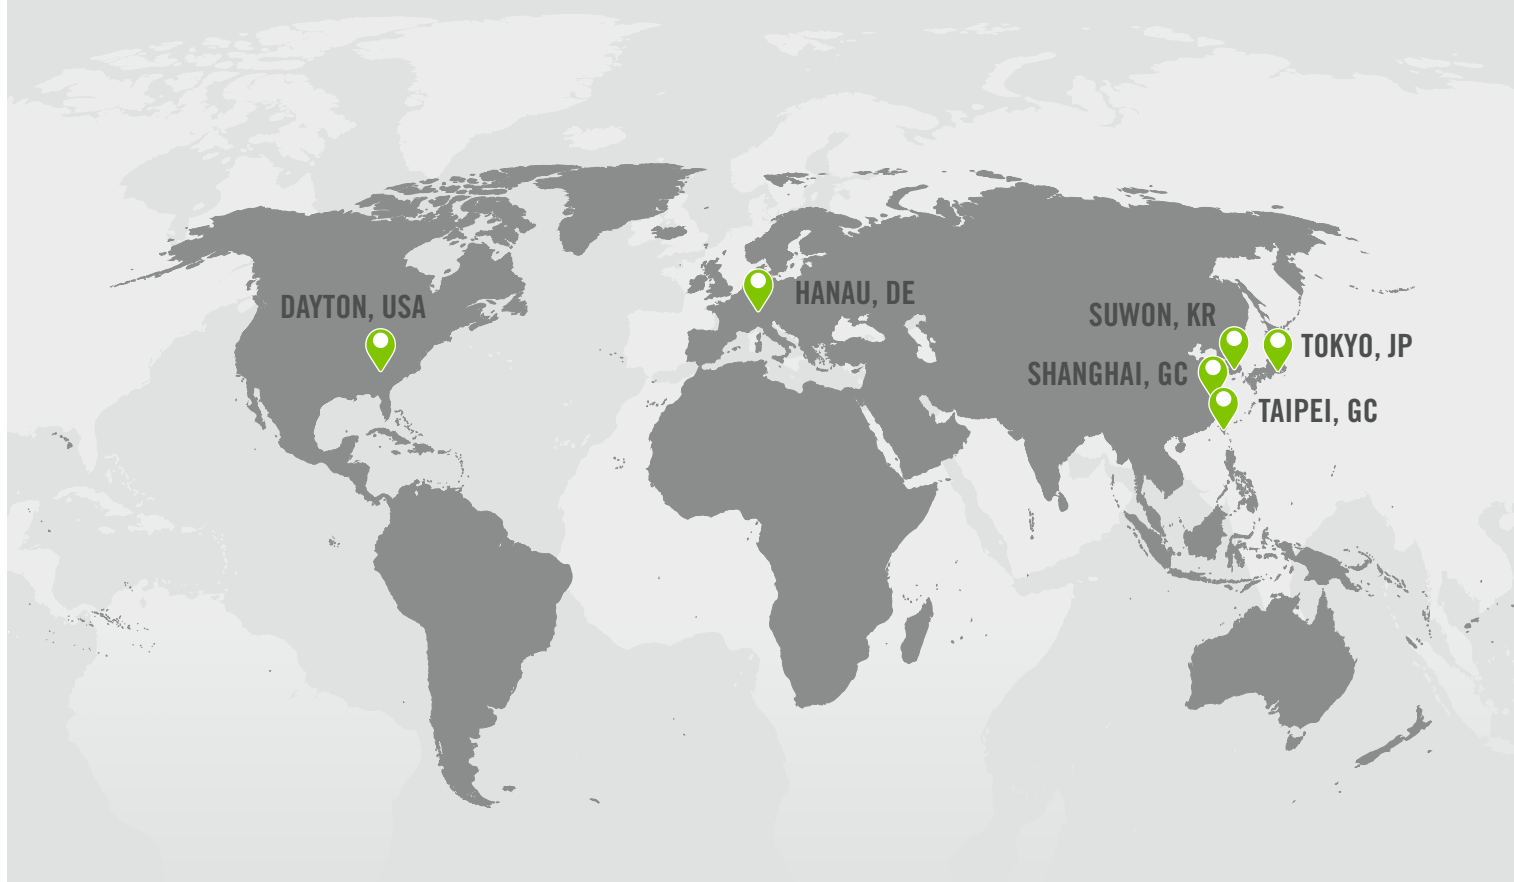 HANAU, DE
DAYTON, USA
SUWON, KR
TOKYO, JP
SHANGHAI, GC
TAIPEI, GC